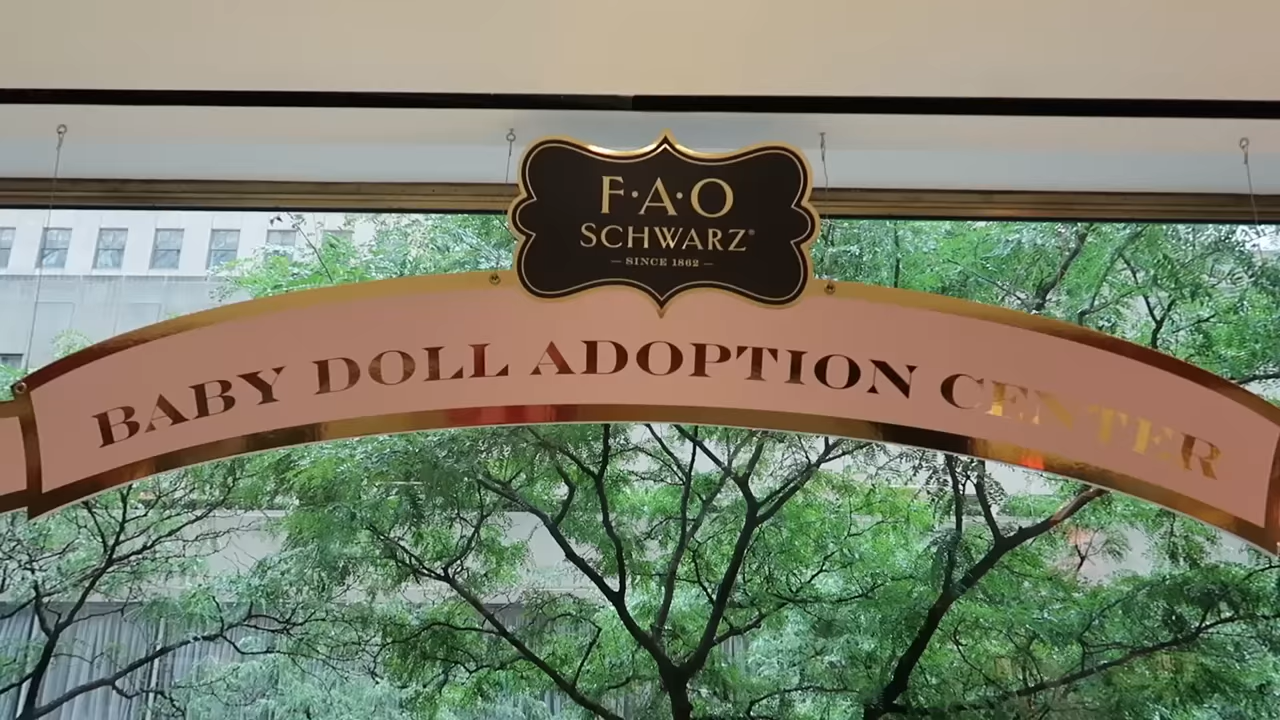 F·A·O
SCHWARZ®
— SINCE 1862 —
BABY DOLL ADOPTION CENTER